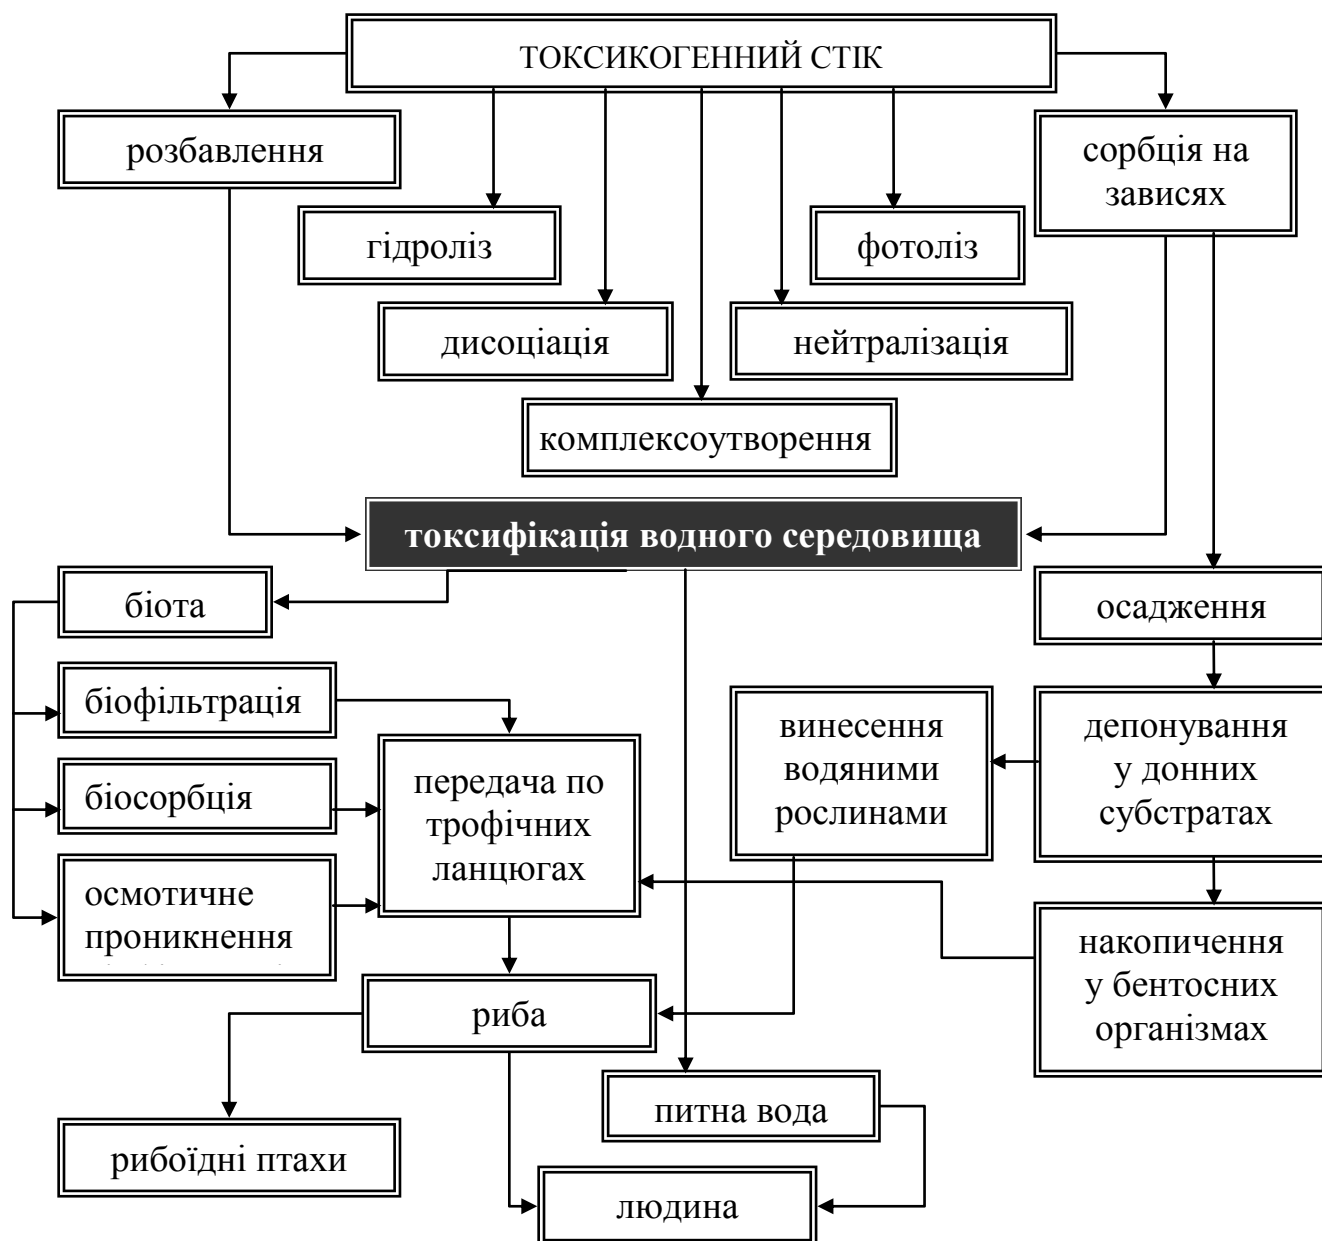 ТОКСИКОГЕННИЙ СТІК
розбавлення
сорбція на
зависях
гідроліз
фотоліз
дисоціація
нейтралізація
комплексоутворення
токсифікація водного середовища
біота
осадження
біофільтрація
винесення
водяними
рослинами
депонування
у донних
субстратах
біосорбція
передача по
трофічних
ланцюгах
осмотичне
проникнення
накопичення
у бентосних
організмах
риба
питна вода
рибоїдні птахи
людина